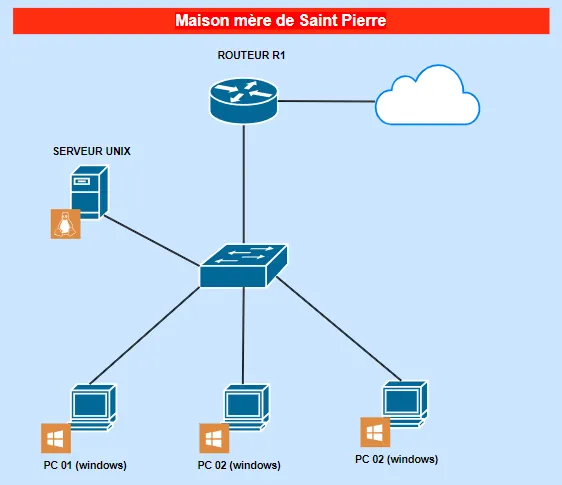 Maison mère de Saint Pierre
ROUTEUR R1
SERVEUR UNIX
PC 01 (windows)
PC 02 (windows)
PC 02 (windows)